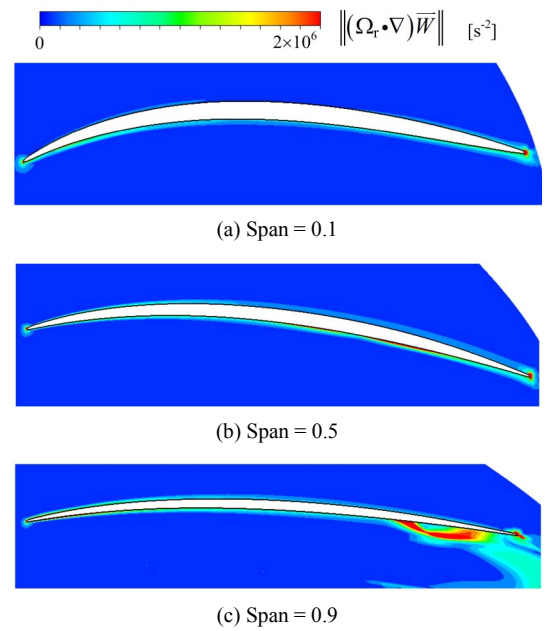 0 2×10⁶ ‖(Ωᵣ•∇)W⃗‖ [s⁻²]
(a) Span = 0.1
(b) Span = 0.5
(c) Span = 0.9